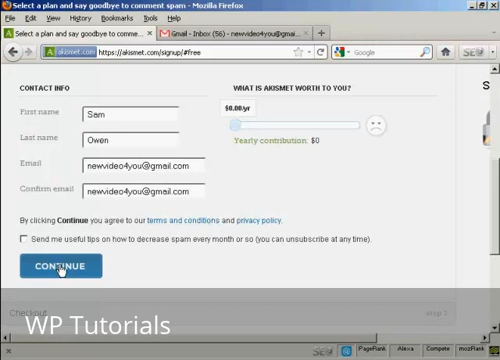 Select a plan and say goodbye to comment spam - Mozilla Firefox
File Edit View History Bookmarks Tools Help
Select a plan and say goodbye to comm...
Gmail - Inbox (56) - newvideo4you@gmai...
akismet.com https://akismet.com/signup/#free
Google
SEO
CONTACT INFO
WHAT IS AKISMET WORTH TO YOU?
$0.00/yr
First name
Sam
Yearly contribution: $0
Last name
Owen
Email
newvideo4you@gmail.com
Confirm email
newvideo4you@gmail.com
By clicking Continue you agree to our terms and conditions and privacy policy.
Send me useful tips on how to decrease spam every month or so (you can unsubscribe at any time).
CONTINUE
Checkout
step 3
WP Tutorials
Done
SEO
PageRank
Alexa
Compete
mozRank